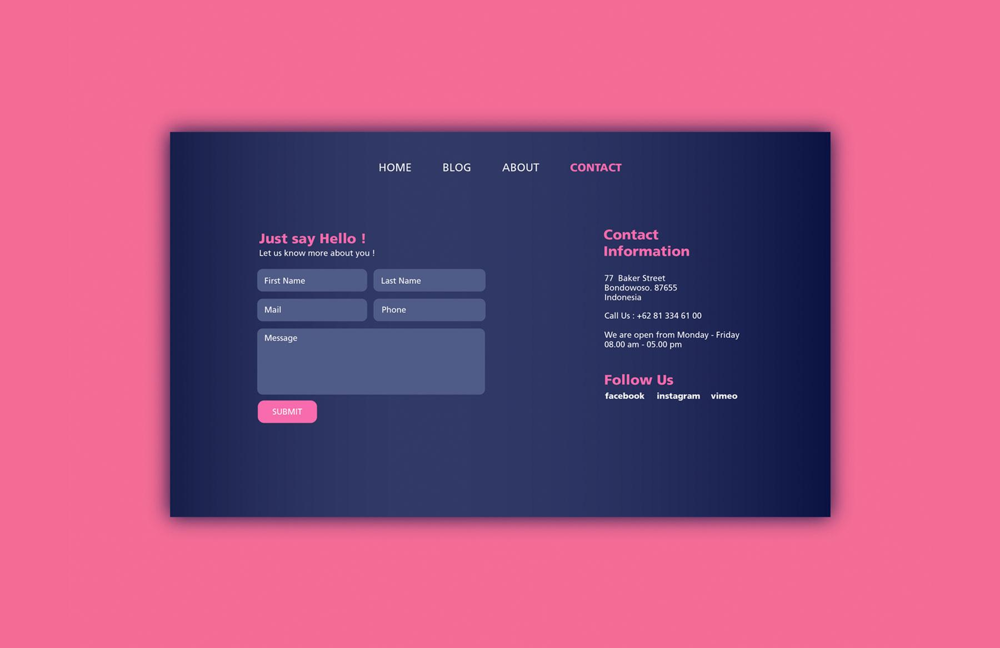 HOME BLOG ABOUT CONTACT
Just say Hello !
Let us know more about you !
First Name Last Name
Mail Phone
Message
SUBMIT
Contact
Information
77  Baker Street
Bondowoso. 87655
Indonesia
Call Us : +62 81 334 61 00
We are open from Monday - Friday
08.00 am - 05.00 pm
Follow Us
facebook instagram vimeo